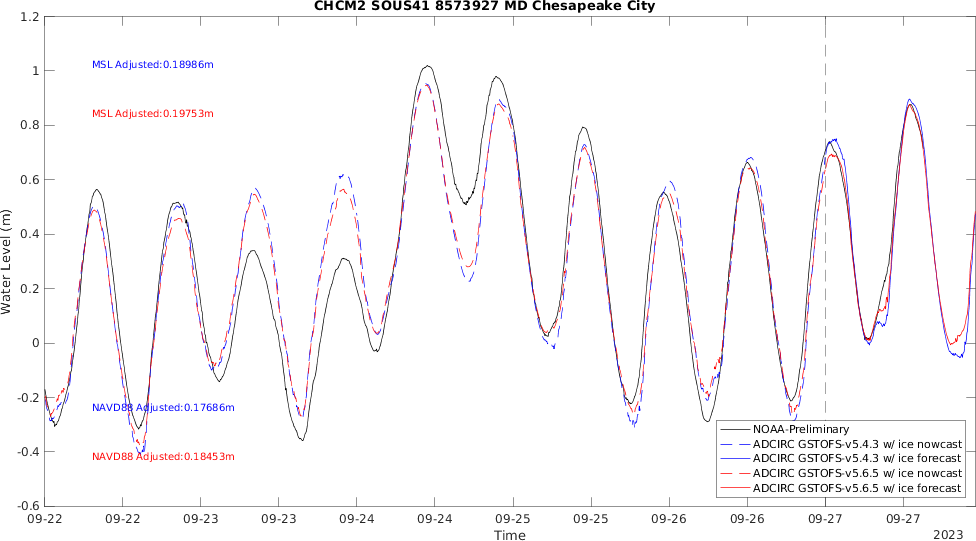 CHCM2 SOUS41 8573927 MD Chesapeake City
1.2
1
0.8
0.6
0.4
0.2
0
-0.2
-0.4
-0.6
Water Level (m)
MSL Adjusted:0.18986m
MSL Adjusted:0.19753m
NAVD88 Adjusted:0.17686m
NAVD88 Adjusted:0.18453m
NOAA-Preliminary
ADCIRC GSTOFS-v5.4.3 w/ ice nowcast
ADCIRC GSTOFS-v5.4.3 w/ ice forecast
ADCIRC GSTOFS-v5.6.5 w/ ice nowcast
ADCIRC GSTOFS-v5.6.5 w/ ice forecast
09-22 09-22 09-23 09-23 09-24 09-24 09-25 09-25 09-26 09-26 09-27 09-27
Time
2023